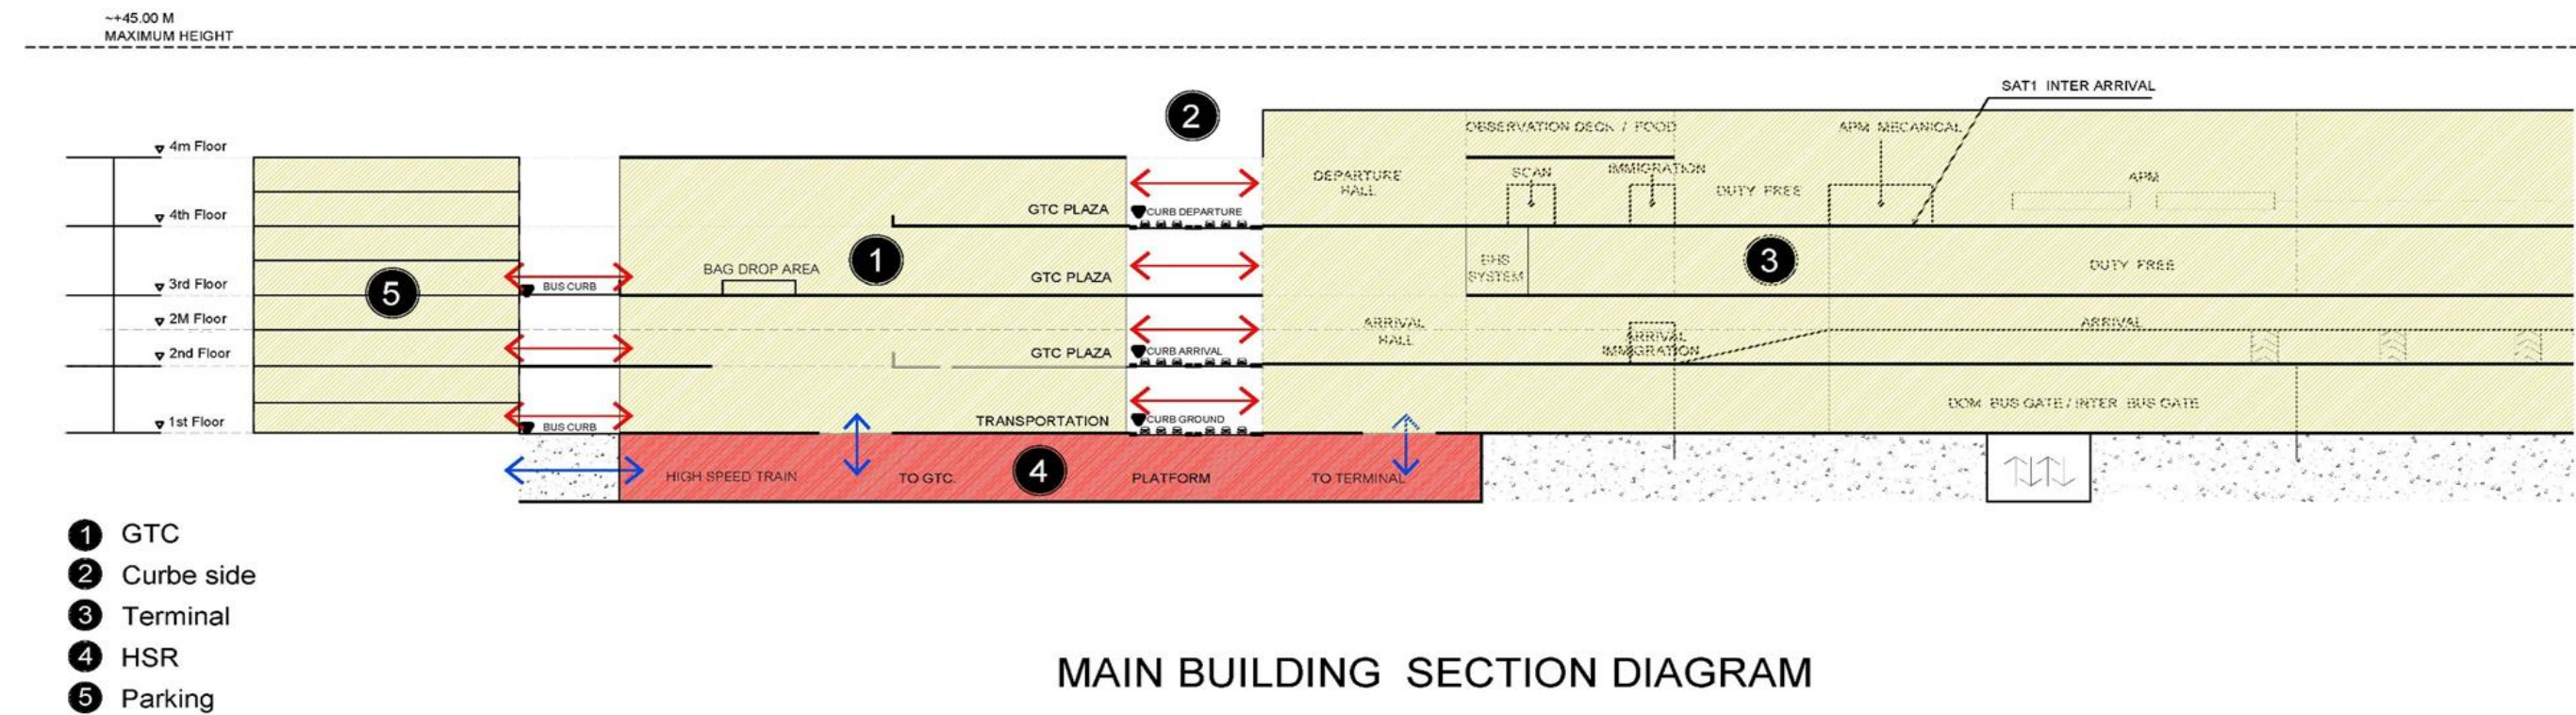 ~+45.00 M
MAXIMUM HEIGHT
SAT1 INTER ARRIVAL
2
OBSERVATION DECK / FOOD
APM MECANICAL
4m Floor
DEPARTURE
HALL
SCAN
IMMIGRATION
DUTY FREE
APM
4th Floor
GTC PLAZA
CURB DEPARTURE
1
3
BAG DROP AREA
GTC PLAZA
BHS
SYSTEM
DUTY FREE
3rd Floor
5
BUS CURB
2M Floor
ARRIVAL
HALL
ARRIVAL
2nd Floor
GTC PLAZA
CURB ARRIVAL
ARRIVAL
IMMIGRATION
DOM BUS GATE / INTER BUS GATE
1st Floor
BUS CURB
TRANSPORTATION
CURB GROUND
HIGH SPEED TRAIN
TO GTC.
4
PLATFORM
TO TERMINAL
1 GTC
2 Curbe side
3 Terminal
4 HSR
5 Parking
MAIN BUILDING SECTION DIAGRAM